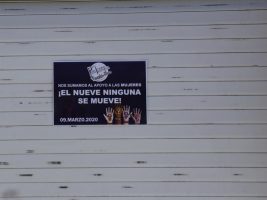 NOS SUMAMOS AL APOYO A LAS MUJERES
¡EL NUEVE NINGUNA
SE MUEVE!
09.MARZO.2020